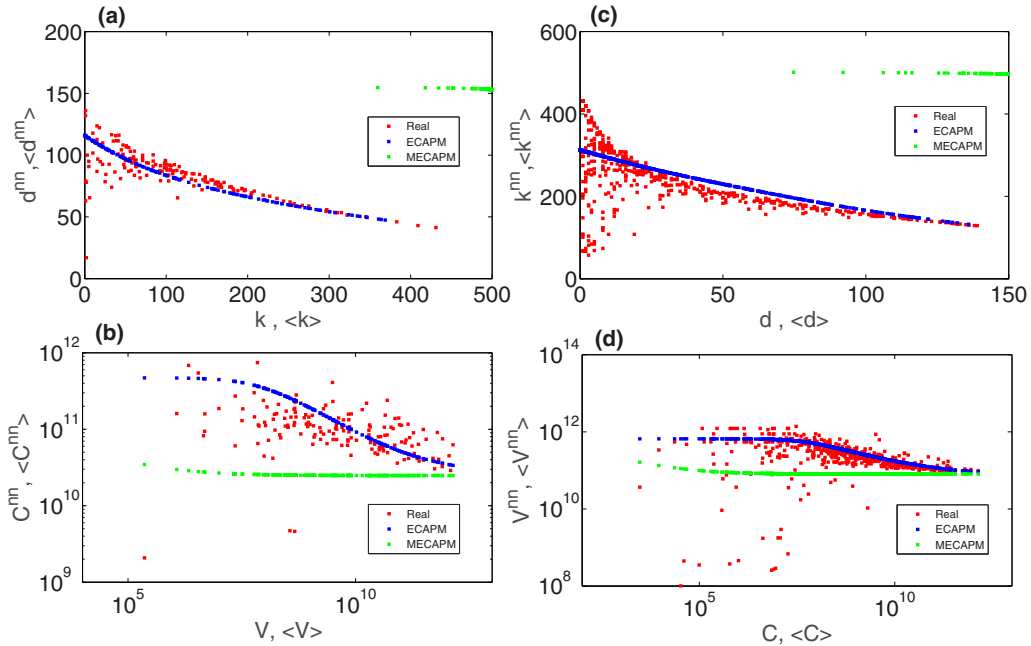 (a)
200
150
100
50
0
d^nn, <d^nn>
0 100 200 300 400 500
k , <k>
Real
ECAPM
MECAPM
(c)
600
400
200
0
k^nn, <k^nn>
0 50 100 150
d , <d>
Real
ECAPM
MECAPM
(b)
10^12
10^11
10^10
10^9
C^nn, <C^nn>
10^5 10^10
V, <V>
Real
ECAPM
MECAPM
(d)
10^14
10^12
10^10
10^8
V^nn, <V^nn>
10^5 10^10
C, <C>
Real
ECAPM
MECAPM